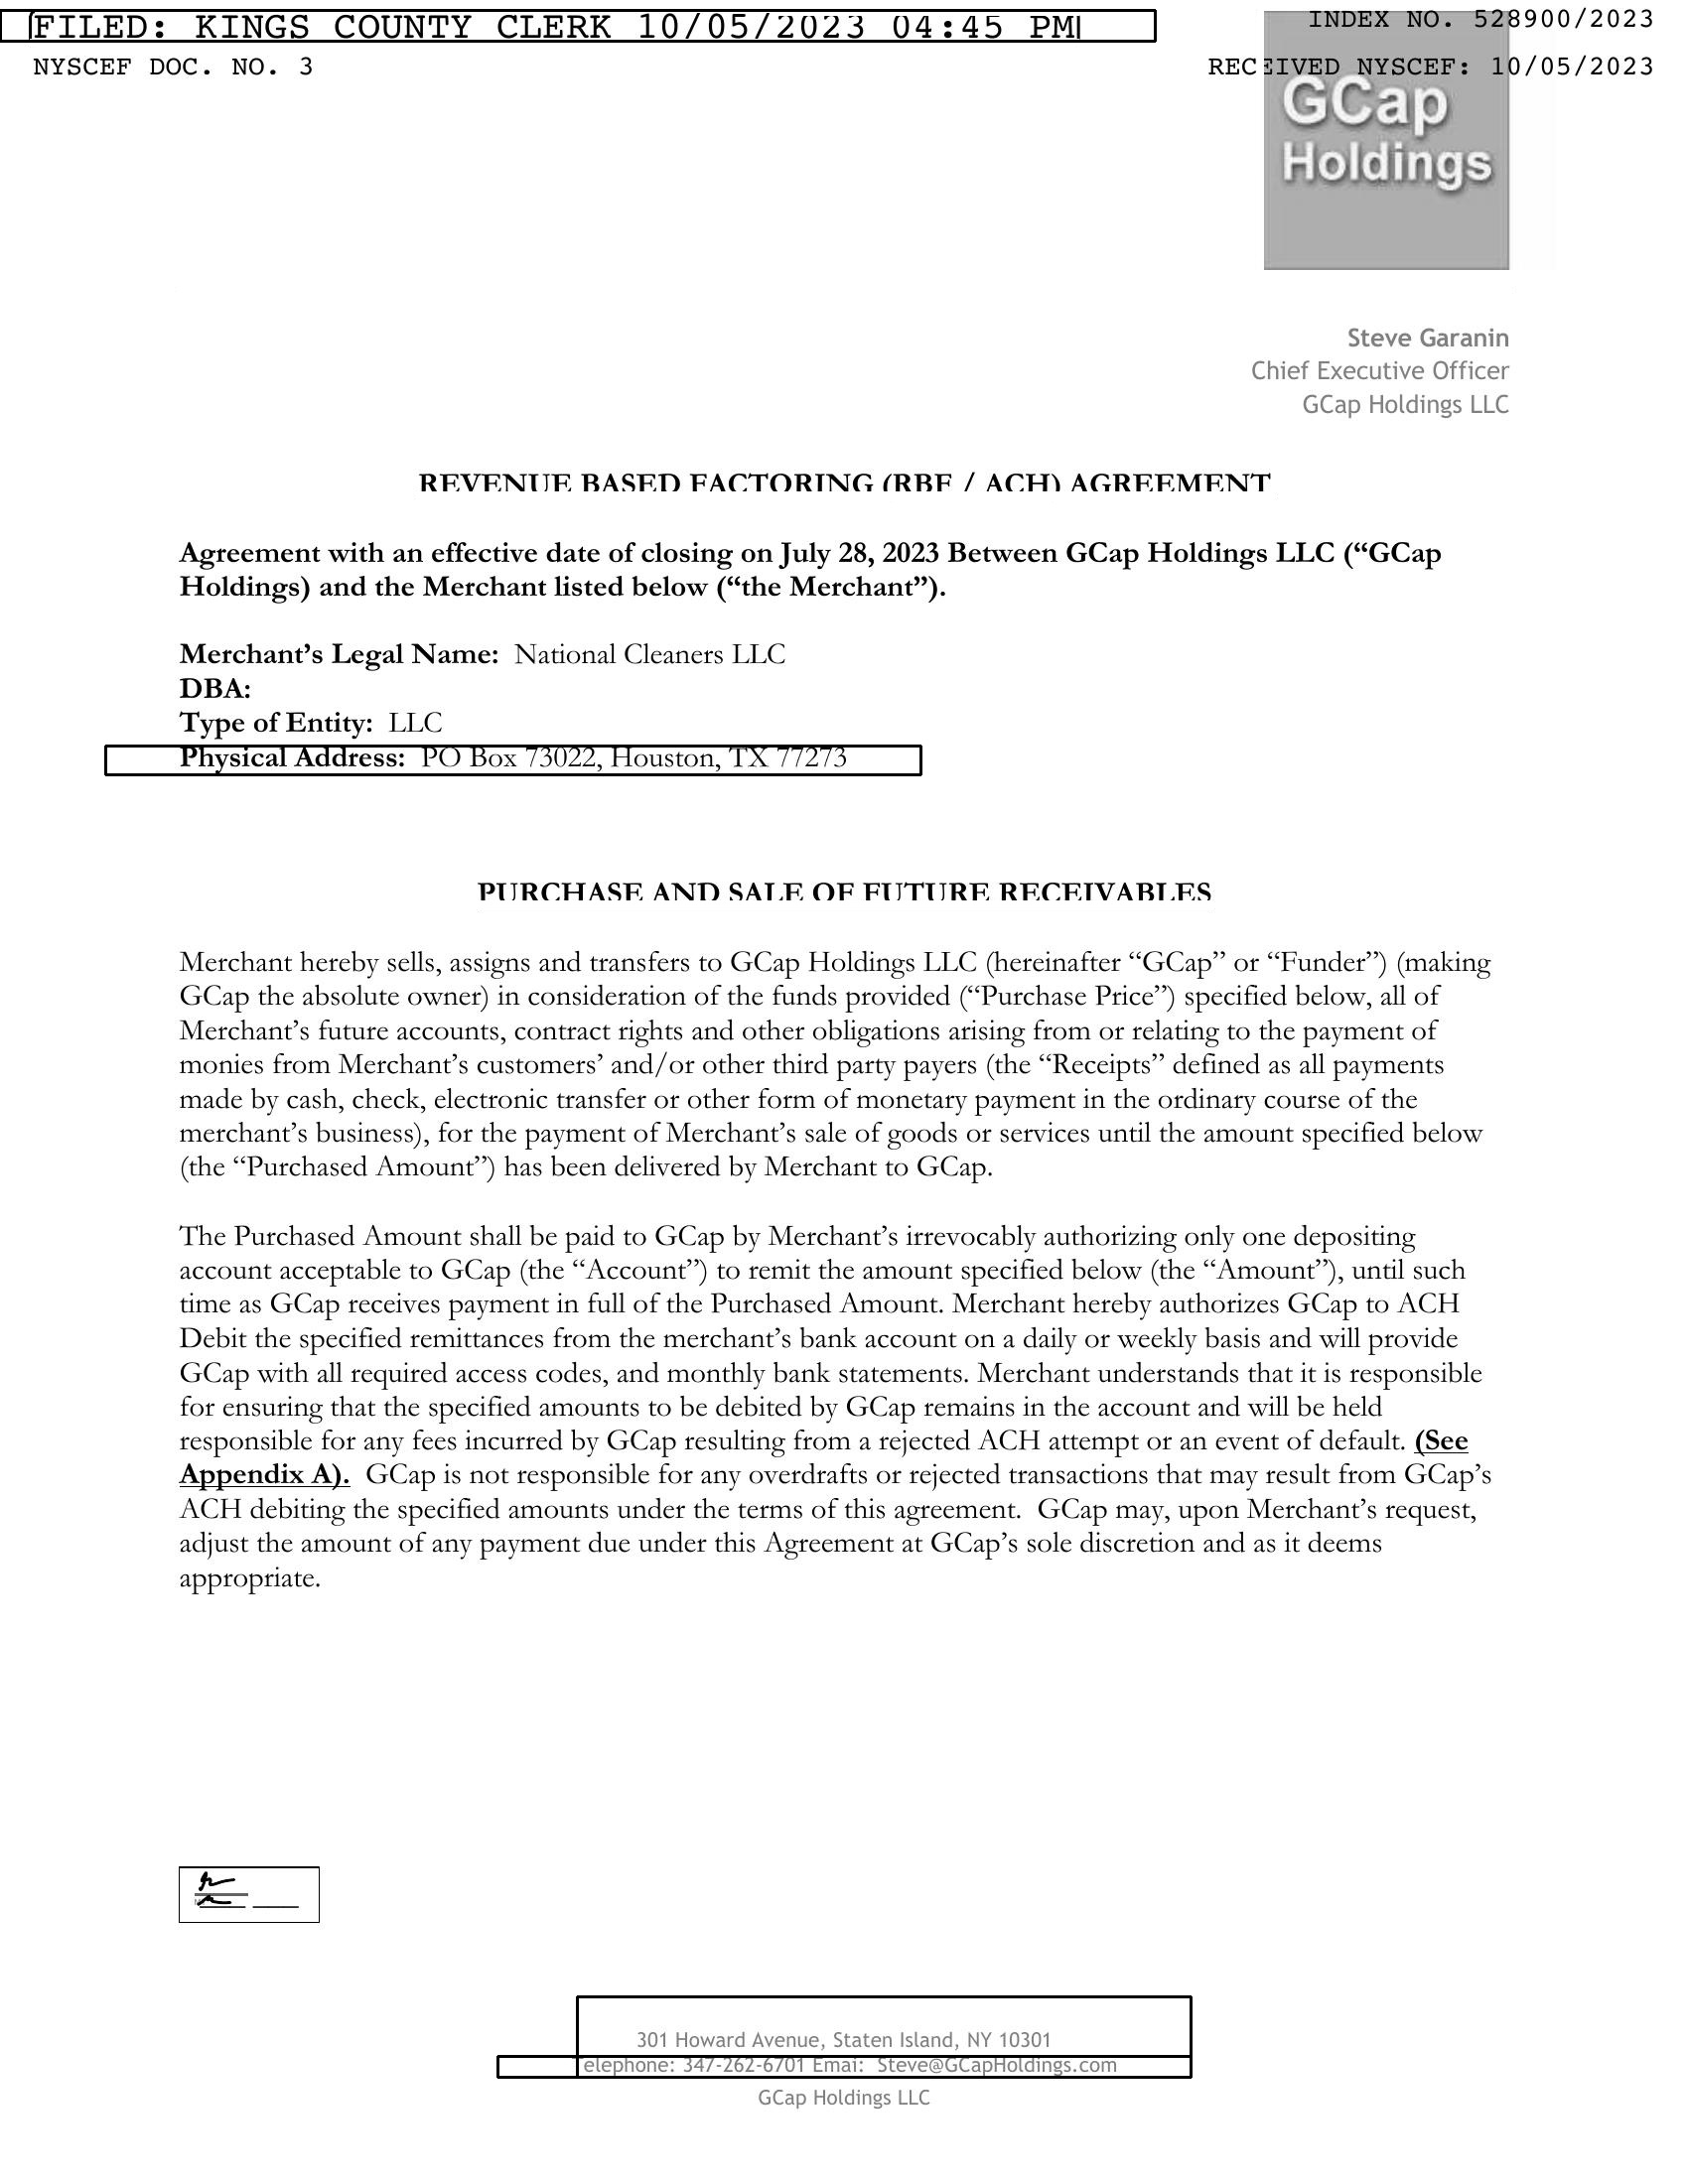 FILED: KINGS COUNTY CLERK 10/05/2023 04:45 PM
INDEX NO. 528900/2023
NYSCEF DOC. NO. 3
RECEIVED NYSCEF: 10/05/2023
GCap
Holdings
Steve Garanin
Chief Executive Officer
GCap Holdings LLC
REVENUE BASED FACTORING (RBF / ACH) AGREEMENT
Agreement with an effective date of closing on July 28, 2023 Between GCap Holdings LLC (“GCap
Holdings) and the Merchant listed below (“the Merchant”).
Merchant’s Legal Name: National Cleaners LLC
DBA:
Type of Entity: LLC
Physical Address: PO Box 73022, Houston, TX 77273
PURCHASE AND SALE OF FUTURE RECEIVABLES
Merchant hereby sells, assigns and transfers to GCap Holdings LLC (hereinafter “GCap” or “Funder”) (making
GCap the absolute owner) in consideration of the funds provided (“Purchase Price”) specified below, all of
Merchant’s future accounts, contract rights and other obligations arising from or relating to the payment of
monies from Merchant’s customers’ and/or other third party payers (the “Receipts” defined as all payments
made by cash, check, electronic transfer or other form of monetary payment in the ordinary course of the
merchant’s business), for the payment of Merchant’s sale of goods or services until the amount specified below
(the “Purchased Amount”) has been delivered by Merchant to GCap.
The Purchased Amount shall be paid to GCap by Merchant’s irrevocably authorizing only one depositing
account acceptable to GCap (the “Account”) to remit the amount specified below (the “Amount”), until such
time as GCap receives payment in full of the Purchased Amount. Merchant hereby authorizes GCap to ACH
Debit the specified remittances from the merchant’s bank account on a daily or weekly basis and will provide
GCap with all required access codes, and monthly bank statements. Merchant understands that it is responsible
for ensuring that the specified amounts to be debited by GCap remains in the account and will be held
responsible for any fees incurred by GCap resulting from a rejected ACH attempt or an event of default. (See
Appendix A). GCap is not responsible for any overdrafts or rejected transactions that may result from GCap’s
ACH debiting the specified amounts under the terms of this agreement. GCap may, upon Merchant’s request,
adjust the amount of any payment due under this Agreement at GCap’s sole discretion and as it deems
appropriate.
301 Howard Avenue, Staten Island, NY 10301
Telephone: 347-262-6701 Emai: Steve@GCapHoldings.com
GCap Holdings LLC